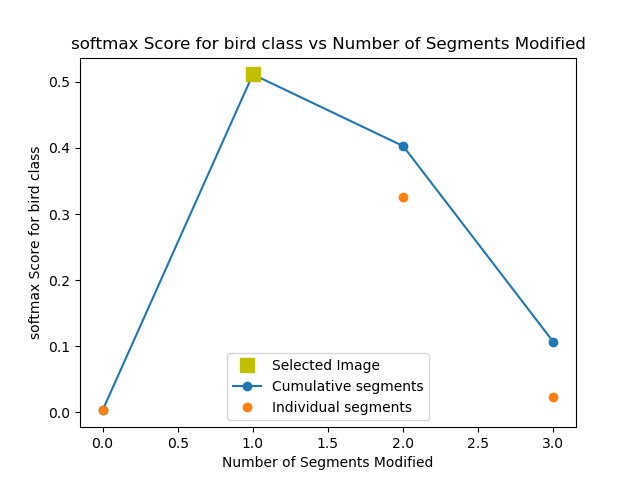 softmax Score for bird class vs Number of Segments Modified
softmax Score for bird class
0.5
0.4
0.3
0.2
0.1
0.0
Selected Image
Cumulative segments
Individual segments
0.0 0.5 1.0 1.5 2.0 2.5 3.0
Number of Segments Modified